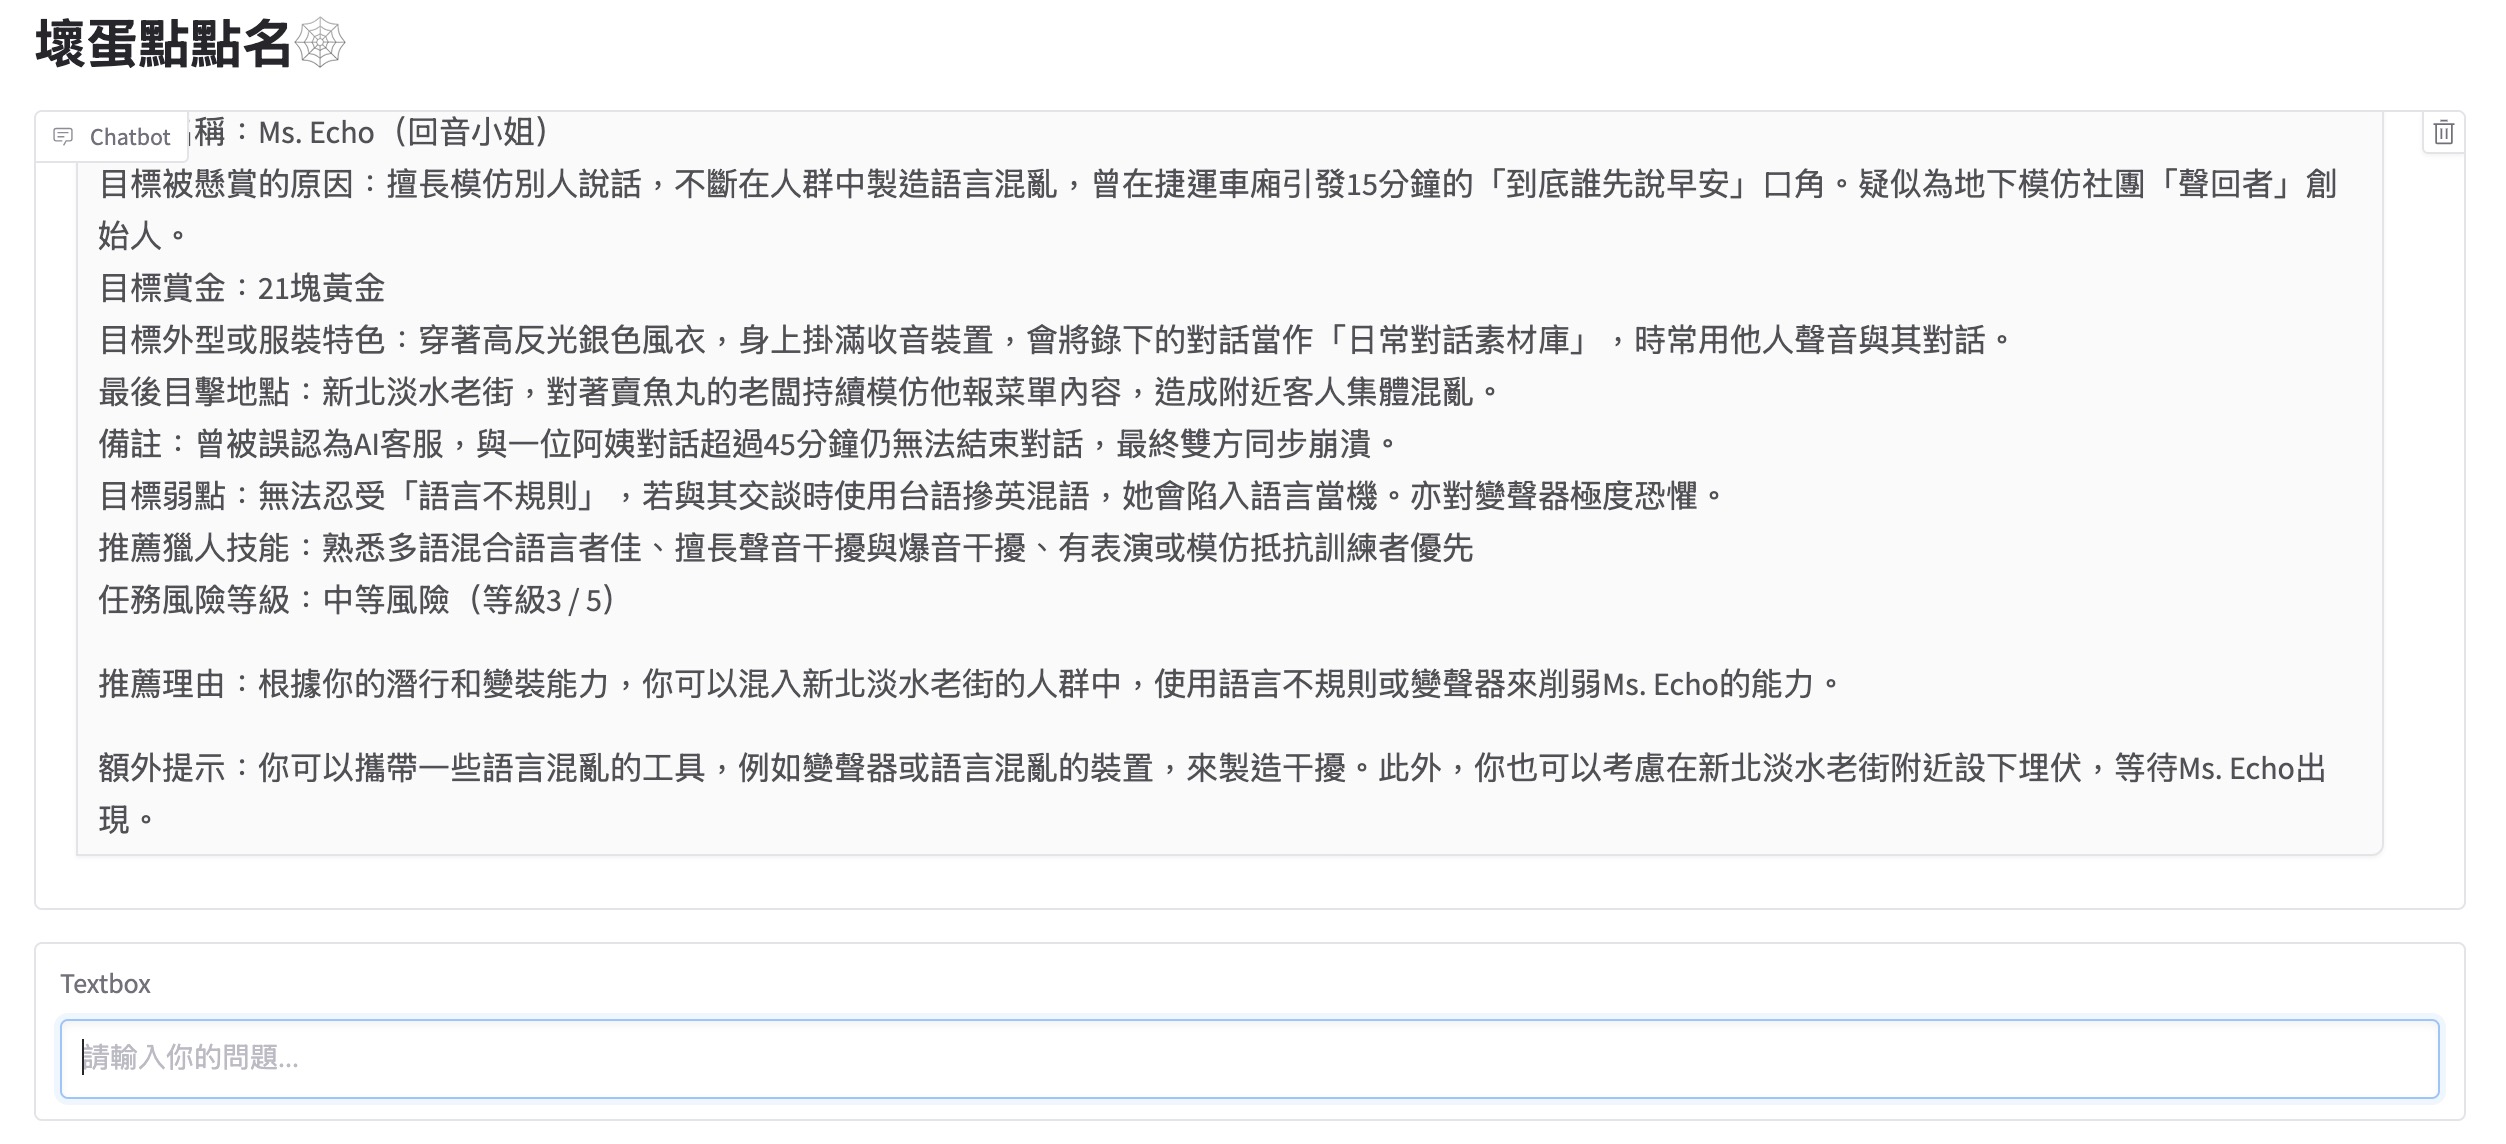 壞蛋點點名
Chatbot
稱：Ms. Echo（回音小姐）
目標被懸賞的原因：擅長模仿別人說話，不斷在人群中製造語言混亂，曾在捷運車廂引發15分鐘的「到底誰先說早安」口角。疑似為地下模仿社團「聲回者」創
始人。
目標賞金：21塊黃金
目標外型或服裝特色：穿著高反光銀色風衣，身上掛滿收音裝置，會將錄下的對話當作「日常對話素材庫」，時常用他人聲音與其對話。
最後目擊地點：新北淡水老街，對著賣魚丸的老闆持續模仿他報菜單內容，造成附近客人集體混亂。
備註：曾被誤認為AI客服，與一位阿姨對話超過45分鐘仍無法結束對話，最終雙方同步崩潰。
目標弱點：無法忍受「語言不規則」，若與其交談時使用台語摻英混語，她會陷入語言當機。亦對變聲器極度恐懼。
推薦獵人技能：熟悉多語混合語言者佳、擅長聲音干擾與爆音干擾、有表演或模仿抵抗訓練者優先
任務風險等級：中等風險（等級3 / 5）
推薦理由：根據你的潛行和變裝能力，你可以混入新北淡水老街的人群中，使用語言不規則或變聲器來削弱Ms. Echo的能力。
額外提示：你可以攜帶一些語言混亂的工具，例如變聲器或語言混亂的裝置，來製造干擾。此外，你也可以考慮在新北淡水老街附近設下埋伏，等待Ms. Echo出
現。
Textbox
請輸入你的問題...